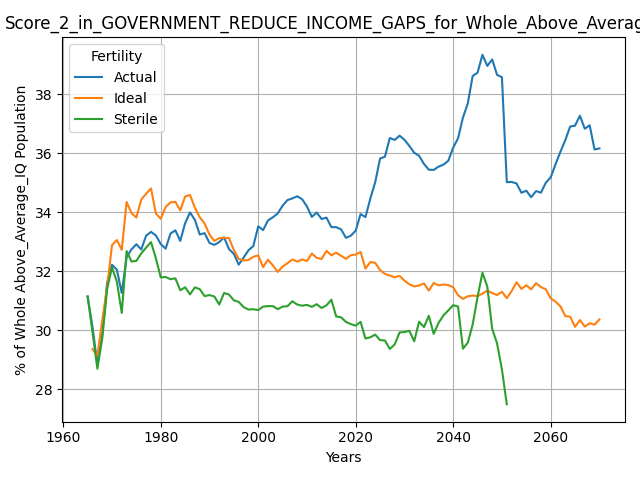 Score_2_in_GOVERNMENT_REDUCE_INCOME_GAPS_for_Whole_Above_Averag
Fertility
Actual
Ideal
Sterile
% of Whole Above_Average_IQ Population
38
36
34
32
30
28
1960 1980 2000 2020 2040 2060
Years